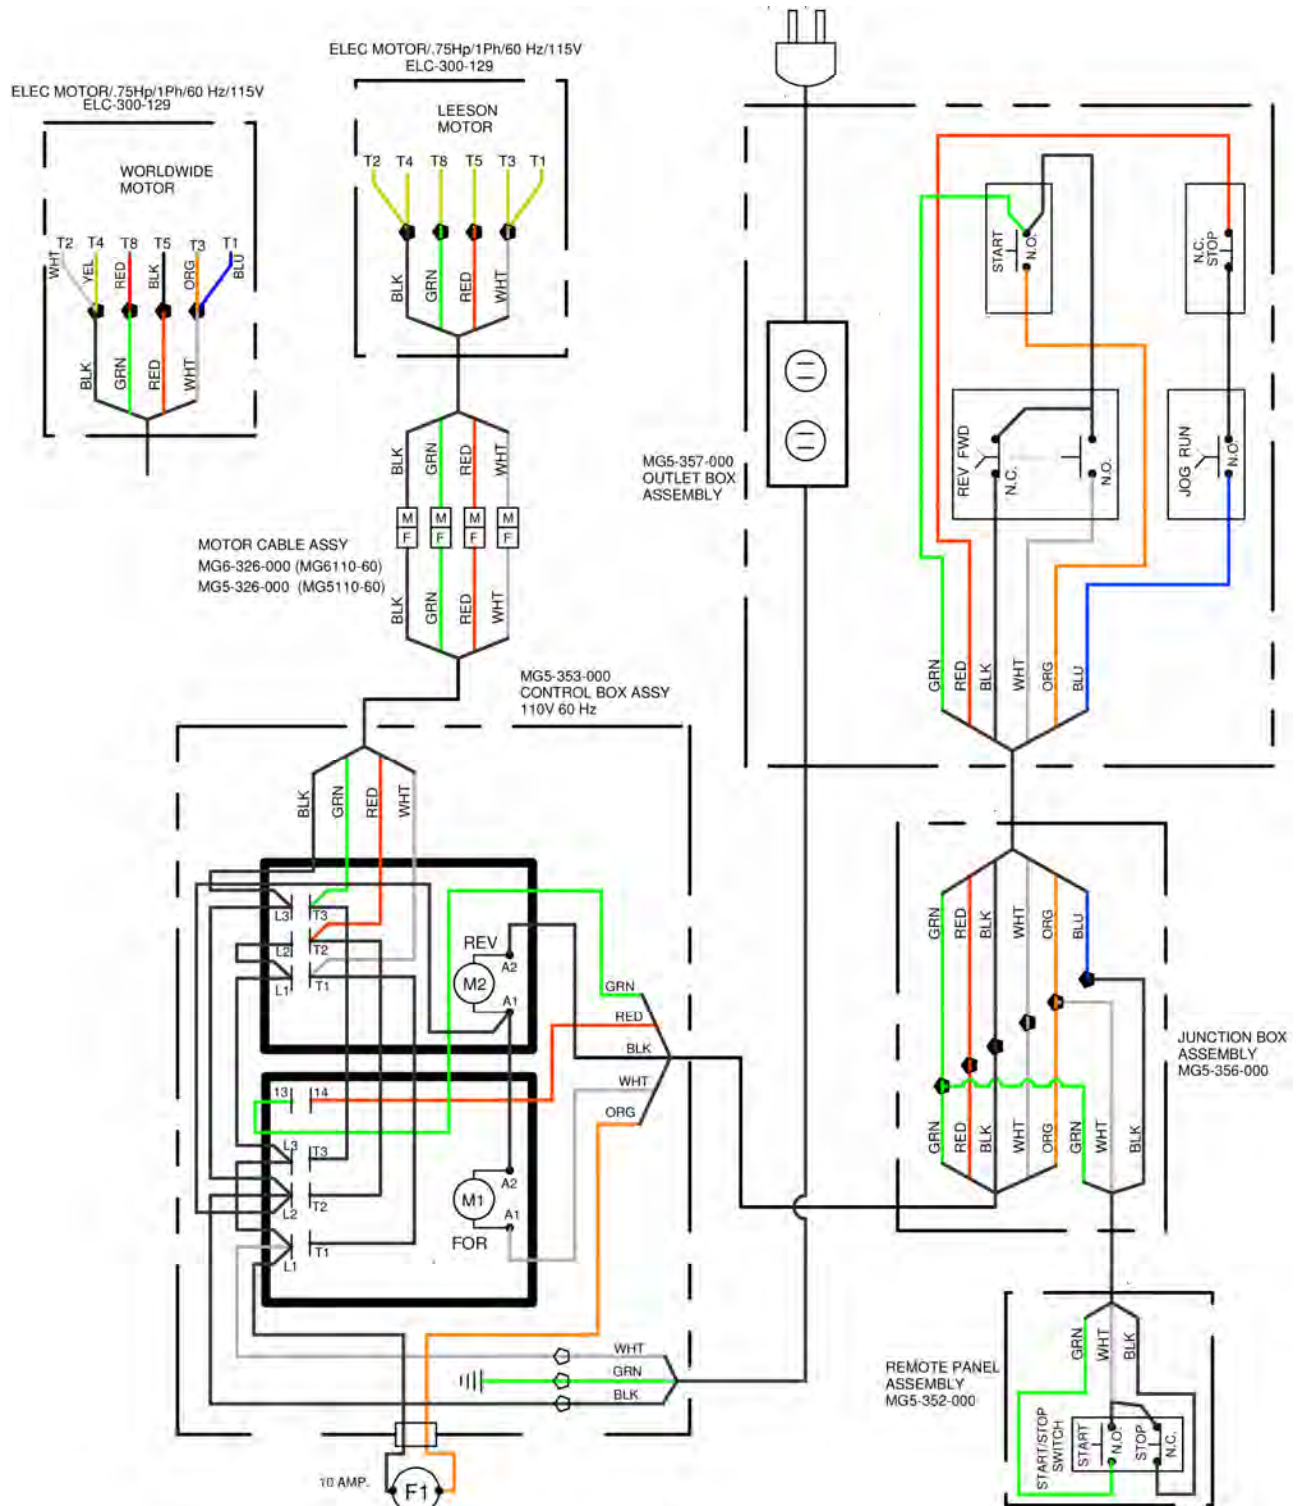 ELEC MOTOR/.75Hp/1Ph/60 Hz/115V
ELC-300-129
LEESON
MOTOR
T2 T4 T8 T5 T3 T1
BLK GRN RED WHT
ELEC MOTOR/.75Hp/1Ph/60 Hz/115V
ELC-300-129
WORLDWIDE
MOTOR
T2 T4 T8 T5 T3 T1
WHT YEL RED BLK ORG BLU
BLK GRN RED WHT
BLK GRN RED WHT
M M M M
F F F F
BLK GRN RED WHT
MOTOR CABLE ASSY
MG6-326-000 (MG6110-60)
MG5-326-000 (MG5110-60)
MG5-353-000
CONTROL BOX ASSY
110V 60 Hz
BLK GRN RED WHT
L3 T3
L2 T2
L1 T1
REV
M2
A2
A1
GRN
RED
BLK
WHT
ORG
13 14
L3 T3
L2 T2
L1 T1
M1
A2
A1
FOR
WHT
GRN
BLK
10 AMP.
F1
MG5-357-000
OUTLET BOX
ASSEMBLY
START
N.O.
N.C.
STOP
REV FWD
N.C.
N.O.
JOG RUN
N.O.
GRN RED BLK WHT ORG BLU
GRN RED BLK WHT ORG BLU
JUNCTION BOX
ASSEMBLY
MG5-356-000
GRN RED BLK WHT ORG GRN WHT BLK
REMOTE PANEL
ASSEMBLY
MG5-352-000
GRN WHT BLK
START/STOP
SWITCH
START
N.O.
STOP
N.C.